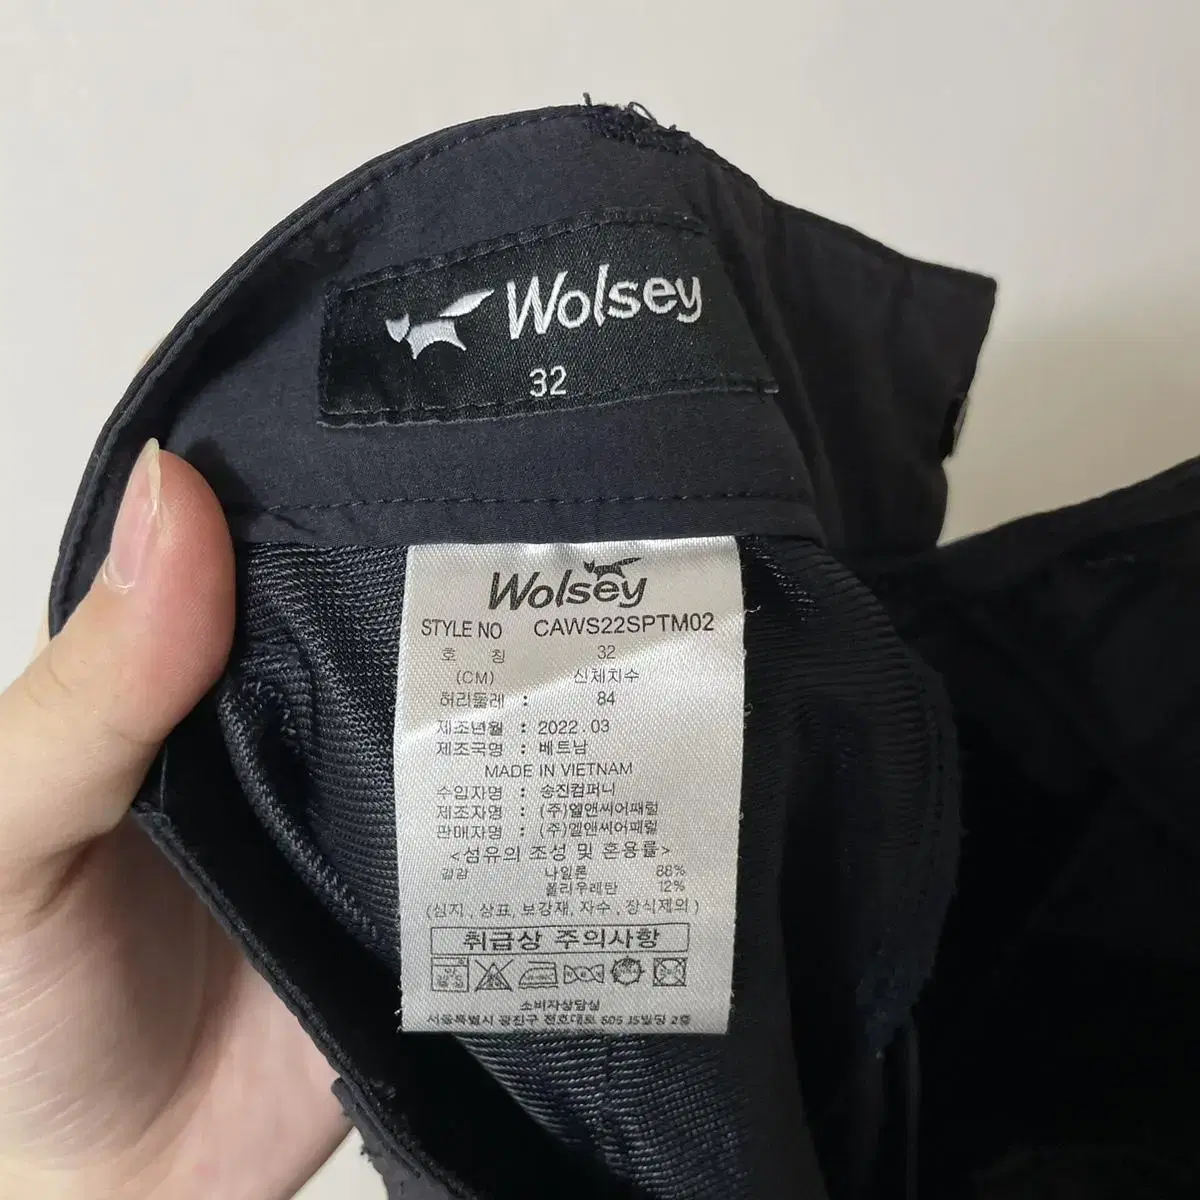 Wolsey
32
Wolsey
STYLE NO CAWS22SPTM02
호 칭 32
(CM) 신체치수
허리둘레 : 84
제조년월 : 2022.03
제조국명 : 베트남
MADE IN VIETNAM
수입자명 : 송진컴퍼니
제조자명 : (주)엘앤씨어패럴
판매자명 : (주)엘앤씨어패럴
<섬유의 조성 및 혼용률>
겉감 나일론 88%
폴리우레탄 12%
(심지, 상표, 보강재, 자수, 장식제외)
취급상 주의사항
소비자상담실
서울특별시 광진구 천호대로 605 JS빌딩 2층